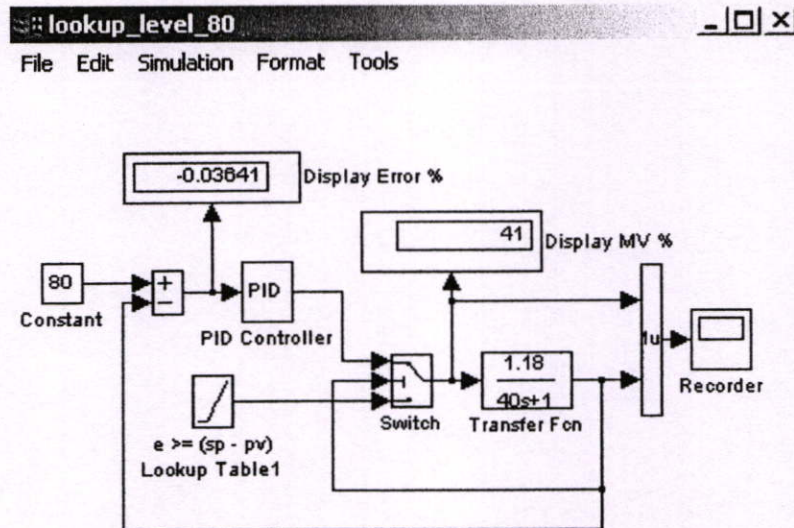 lookup_level_80
File Edit Simulation Format Tools
-0.03641
Display Error %
41
Display MV %
80
Constant
+
−
PID
PID Controller
Switch
1.18
40s+1
Transfer Fcn
1u
Recorder
e >= (sp - pv)
Lookup Table1